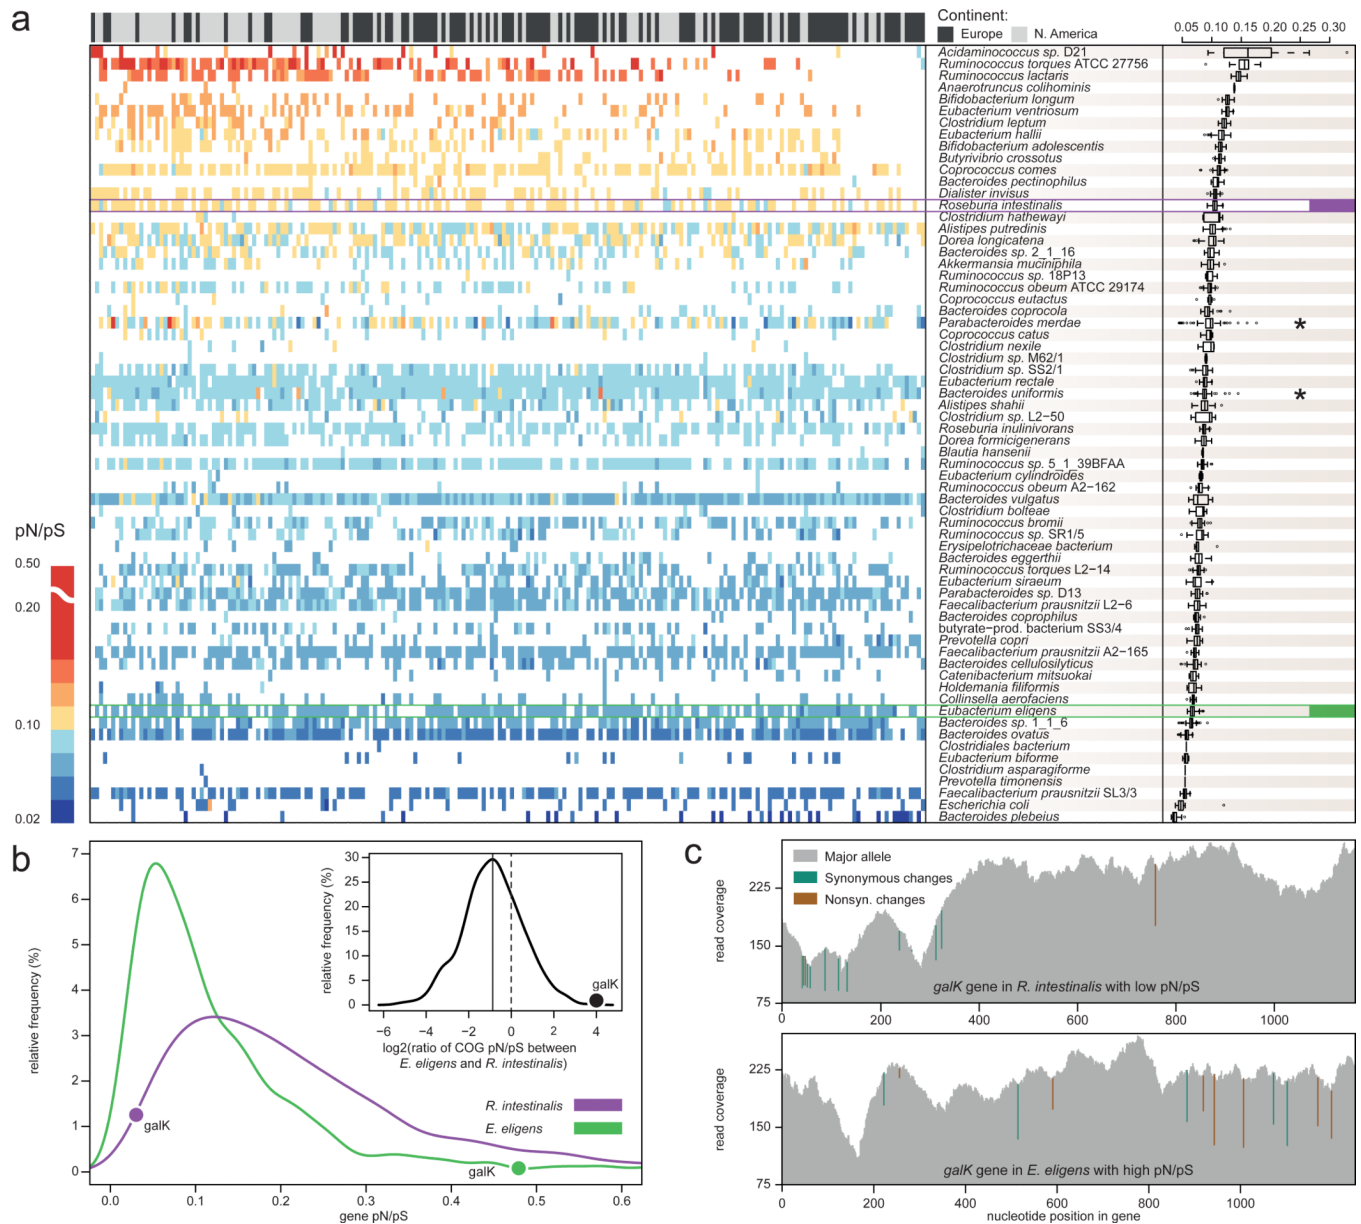 a
Continent:
Europe
N. America
0.05 0.10 0.15 0.20 0.25 0.30
Acidaminococcus sp. D21
Ruminococcus torques ATCC 27756
Ruminococcus lactaris
Anaerotruncus colihominis
Bifidobacterium longum
Eubacterium ventriosum
Clostridium leptum
Eubacterium hallii
Bifidobacterium adolescentis
Butyrivibrio crossotus
Coprococcus comes
Bacteroides pectinophilus
Dialister invisus
Roseburia intestinalis
Clostridium hathewayi
Alistipes putredinis
Dorea longicatena
Bacteroides sp. 2_1_16
Akkermansia muciniphila
Ruminococcus sp. 18P13
Ruminococcus obeum ATCC 29174
Coprococcus eutactus
Bacteroides coprocola
Parabacteroides merdae *
Coprococcus catus
Clostridium nexile
Clostridium sp. M62/1
Clostridium sp. SS2/1
Eubacterium rectale
Bacteroides uniformis *
Alistipes shahii
Clostridium sp. L2−50
Roseburia inulinivorans
Dorea formicigenerans
Blautia hansenii
Ruminococcus sp. 5_1_39BFAA
Eubacterium cylindroides
Ruminococcus obeum A2−162
Bacteroides vulgatus
Clostridium bolteae
Ruminococcus bromii
Ruminococcus sp. SR1/5
Erysipelotrichaceae bacterium
Bacteroides eggerthii
Ruminococcus torques L2−14
Eubacterium siraeum
Parabacteroides sp. D13
Faecalibacterium prausnitzii L2−6
Bacteroides coprophilus
butyrate−prod. bacterium SS3/4
Prevotella copri
Faecalibacterium prausnitzii A2−165
Bacteroides cellulosilyticus
Catenibacterium mitsuokai
Holdemania filiformis
Collinsella aerofaciens
Eubacterium eligens
Bacteroides sp. 1_1_6
Bacteroides ovatus
Clostridiales bacterium
Eubacterium biforme
Clostridium asparagiforme
Prevotella timonensis
Faecalibacterium prausnitzii SL3/3
Escherichia coli
Bacteroides plebeius
pN/pS
0.50
0.20
0.10
0.02
b
relative frequency (%)
7
6
5
4
3
2
1
0
0.0 0.1 0.2 0.3 0.4 0.5 0.6
gene pN/pS
galK
galK
R. intestinalis
E. eligens
relative frequency (%)
30
25
20
15
10
5
0
galK
−6 −4 −2 0 2 4
log2(ratio of COG pN/pS between
E. eligens and R. intestinalis)
c
Major allele
Synonymous changes
Nonsyn. changes
read coverage
225
150
75
galK gene in R. intestinalis with low pN/pS
0 200 400 600 800 1000
read coverage
225
150
75
galK gene in E. eligens with high pN/pS
0 200 400 600 800 1000
nucleotide position in gene